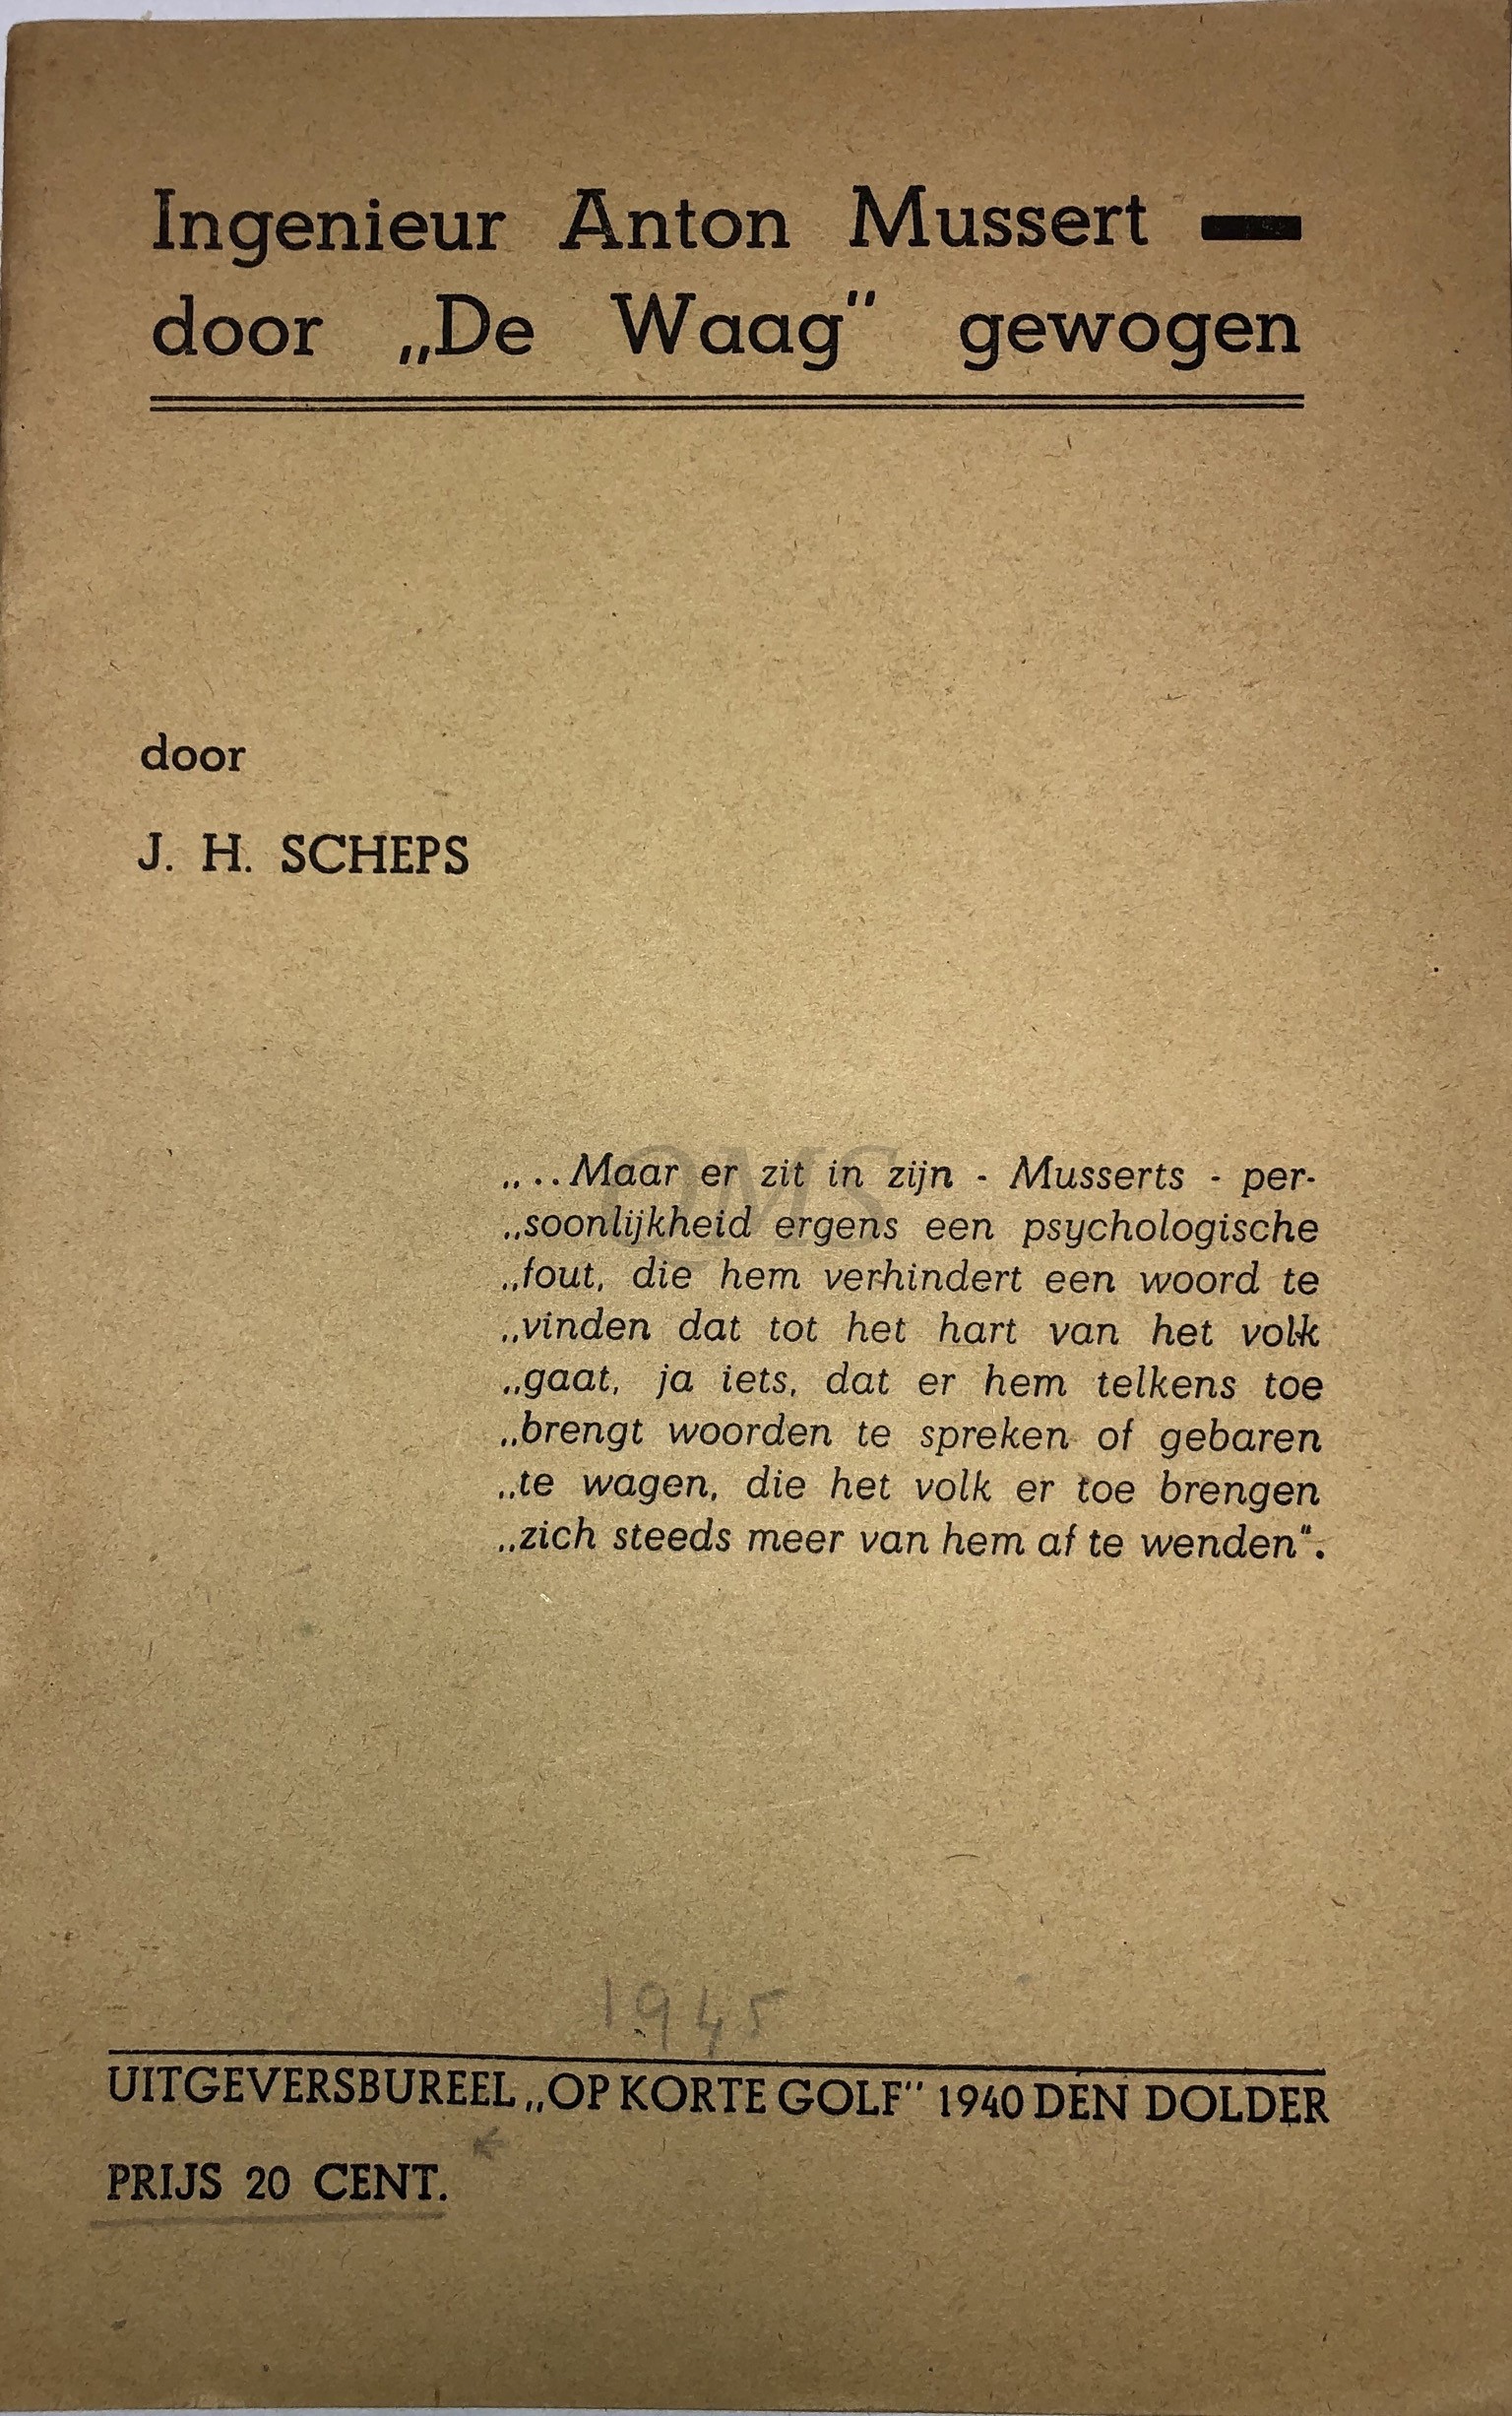 Ingenieur Anton Mussert —
door „De Waag" gewogen
door
J. H. SCHEPS
„...Maar er zit in zijn - Musserts - per-
„soonlijkheid ergens een psychologische
„fout, die hem verhindert een woord te
„vinden dat tot het hart van het volk
„gaat, ja iets, dat er hem telkens toe
„brengt woorden te spreken of gebaren
„te wagen, die het volk er toe brengen
„zich steeds meer van hem af te wenden".
1945
UITGEVERSBUREEL „OP KORTE GOLF" 1940 DEN DOLDER
PRIJS 20 CENT.